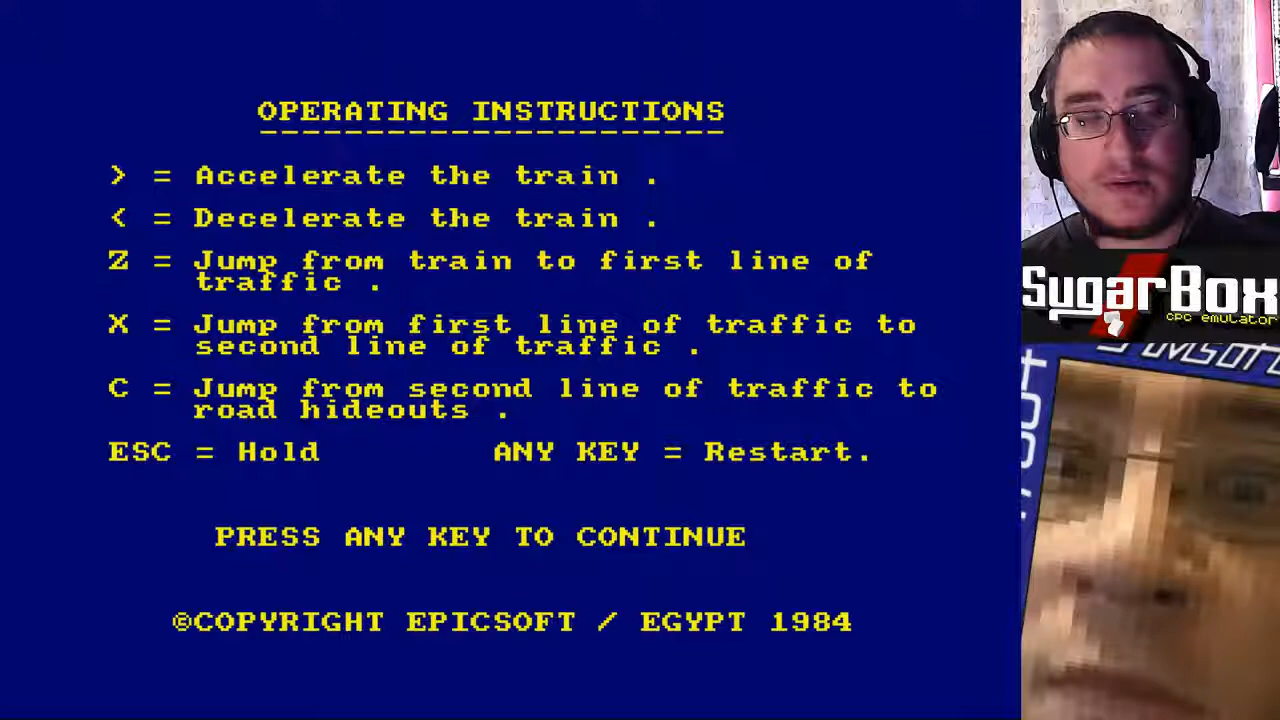 OPERATING INSTRUCTIONS
> = Accelerate the train .
< = Decelerate the train .
Z = Jump from train to first line of
traffic .
X = Jump from first line of traffic to
second line of traffic .
C = Jump from second line of traffic to
road hideouts .
ESC = Hold ANY KEY = Restart.
PRESS ANY KEY TO CONTINUE
©COPYRIGHT EPICSOFT / EGYPT 1984
SugarBox
cpc emulator